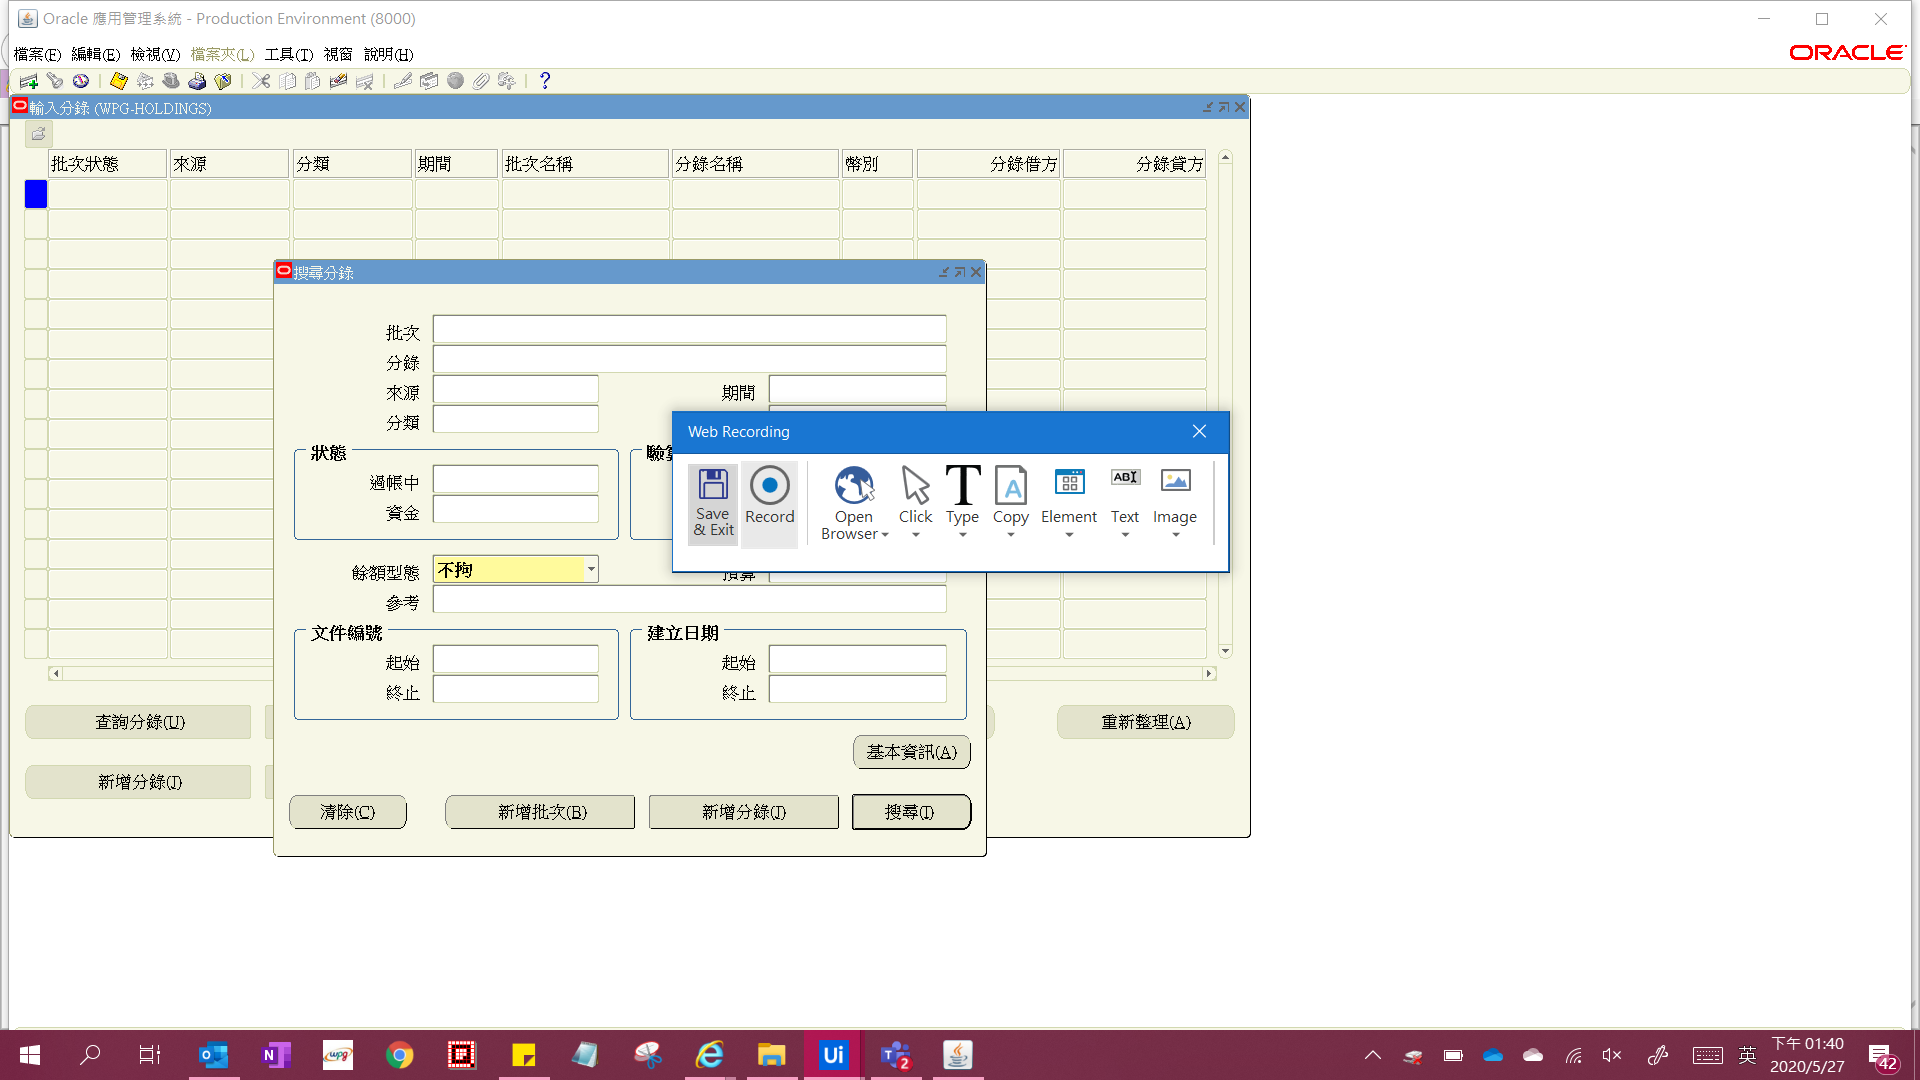 Oracle 應用管理系統 - Production Environment (8000)
檔案(F) 編輯(E) 檢視(V) 檔案夾(L) 工具(T) 視窗 說明(H)
ORACLE
?
輸入分錄 (WPG-HOLDINGS)
批次狀態 來源 分類 期間 批次名稱 分錄名稱 幣別 分錄借方 分錄貸方
搜尋分錄
批次
分錄
來源 期間
分類
狀態
過帳中
資金
餘額型態 不拘 預算
參考
文件編號
起始
終止
建立日期
起始
終止
基本資訊(A)
清除(C) 新增批次(B) 新增分錄(J) 搜尋(I)
查詢分錄(U)
新增分錄(J)
重新整理(A)
Web Recording
Save & Exit
Record
Open Browser
Click
Type
Copy
Element
Text
Image
ABI
A
N
wpg
Ui
2
英
下午 01:40
2020/5/27
42